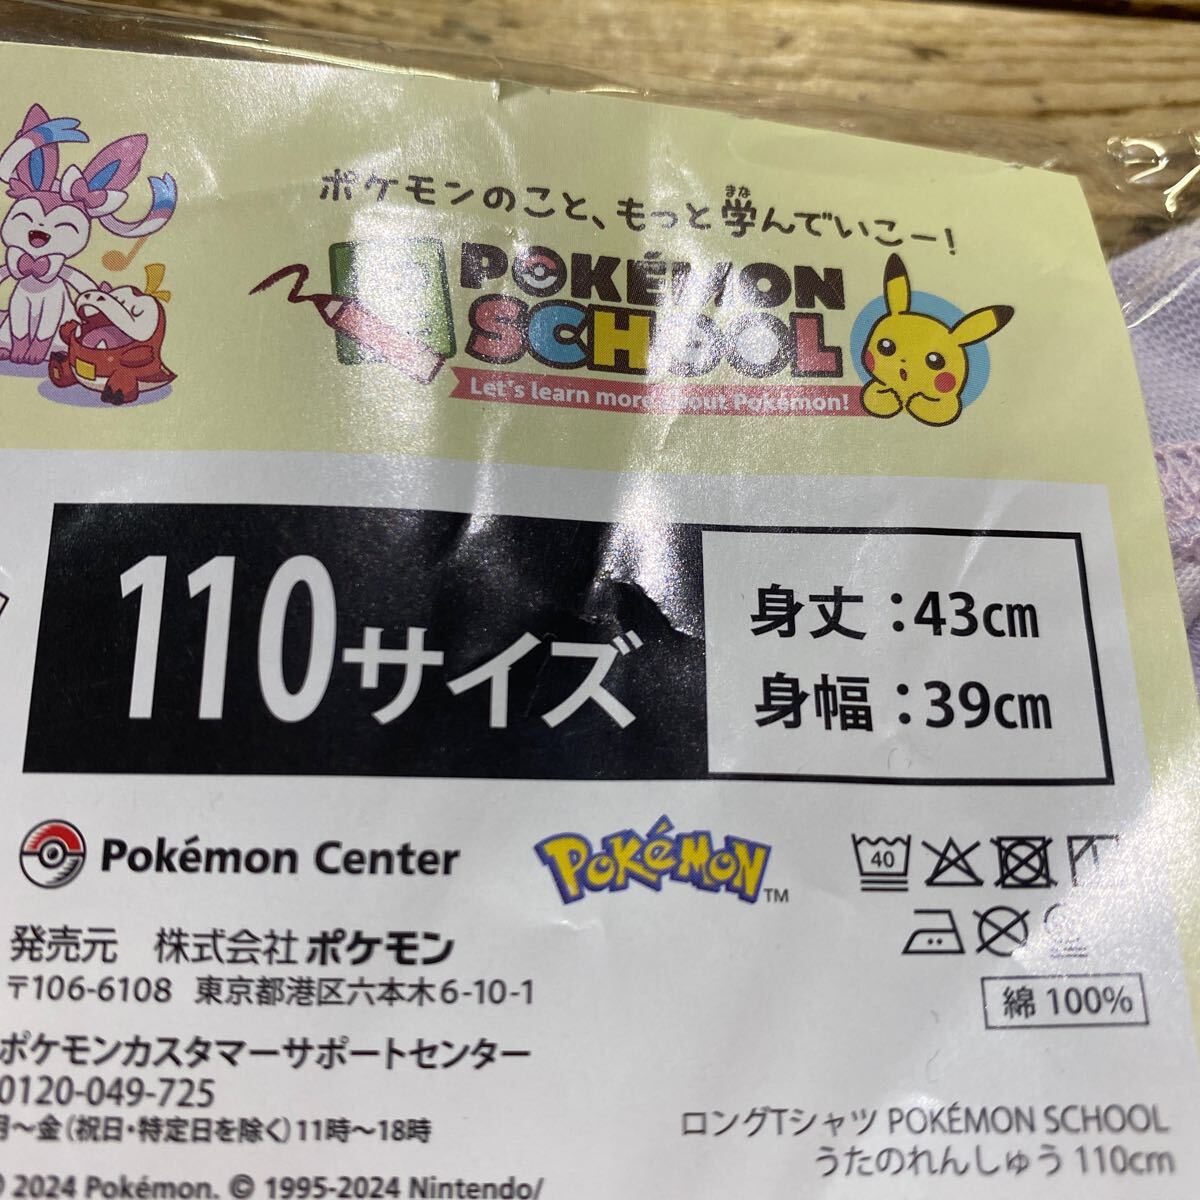 ポケモンのこと、もっと学んでいこー!
まな
POKÉMON
SCHOOL
Let's learn more about Pokémon!
110サイズ
身丈:43cm
身幅:39cm
Pokémon Center
POKéMON TM
40
発売元 株式会社ポケモン
〒106-6108 東京都港区六本木6-10-1
綿 100%
ポケモンカスタマーサポートセンター
0120-049-725
月~金(祝日・特定日を除く)11時~18時
ロングTシャツ POKÉMON SCHOOL
うたのれんしゅう 110cm
© 2024 Pokémon. © 1995-2024 Nintendo/